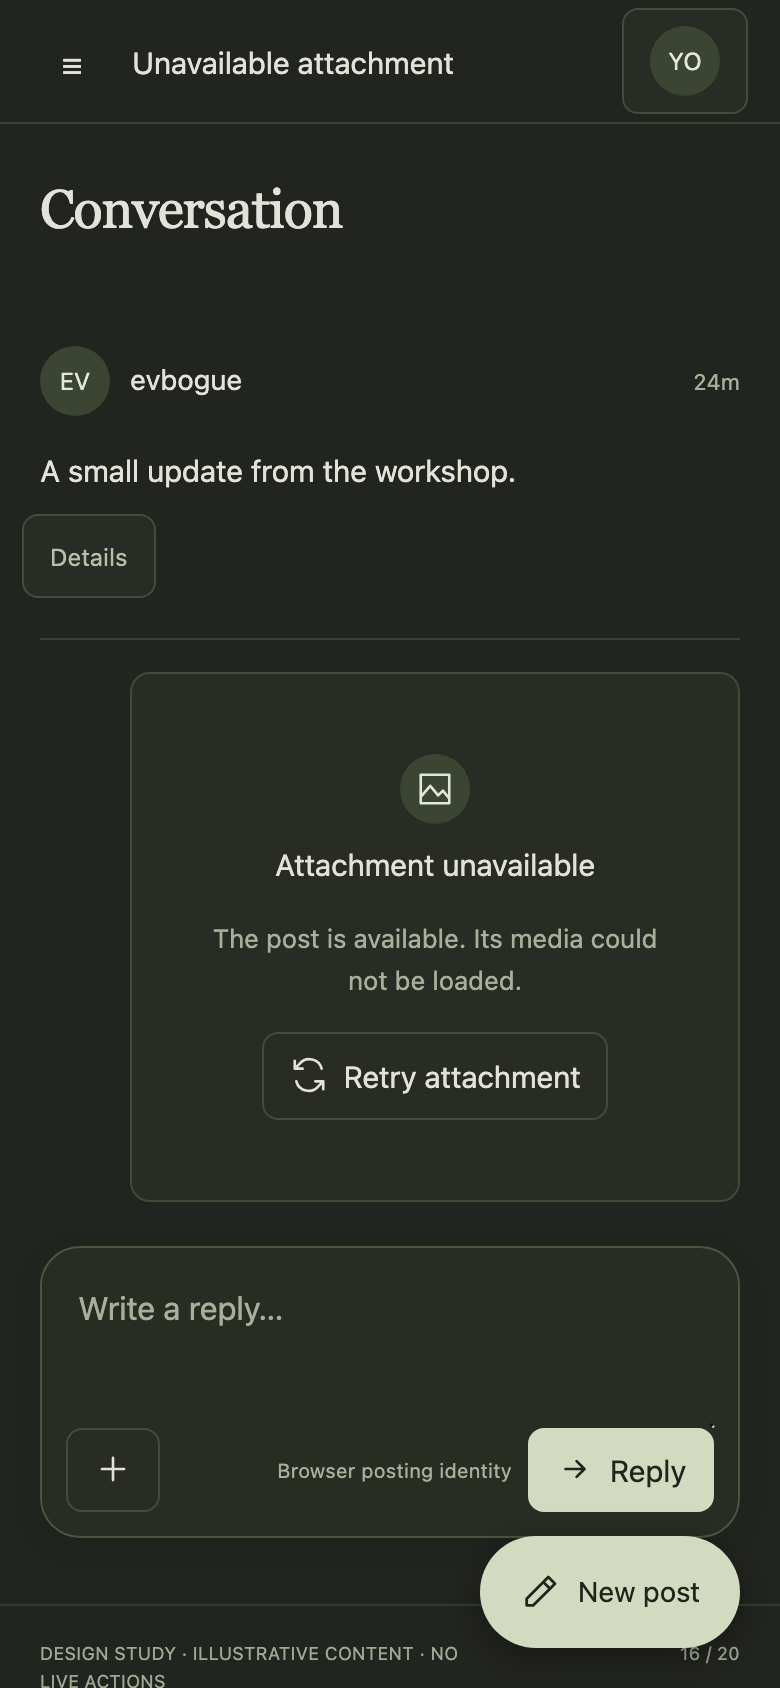 Unavailable attachment
YO
Conversation
EV
evbogue
24m
A small update from the workshop.
Details
Attachment unavailable
The post is available. Its media could
not be loaded.
Retry attachment
Write a reply...
Browser posting identity
Reply
New post
DESIGN STUDY · ILLUSTRATIVE CONTENT · NO
LIVE ACTIONS
16 / 20